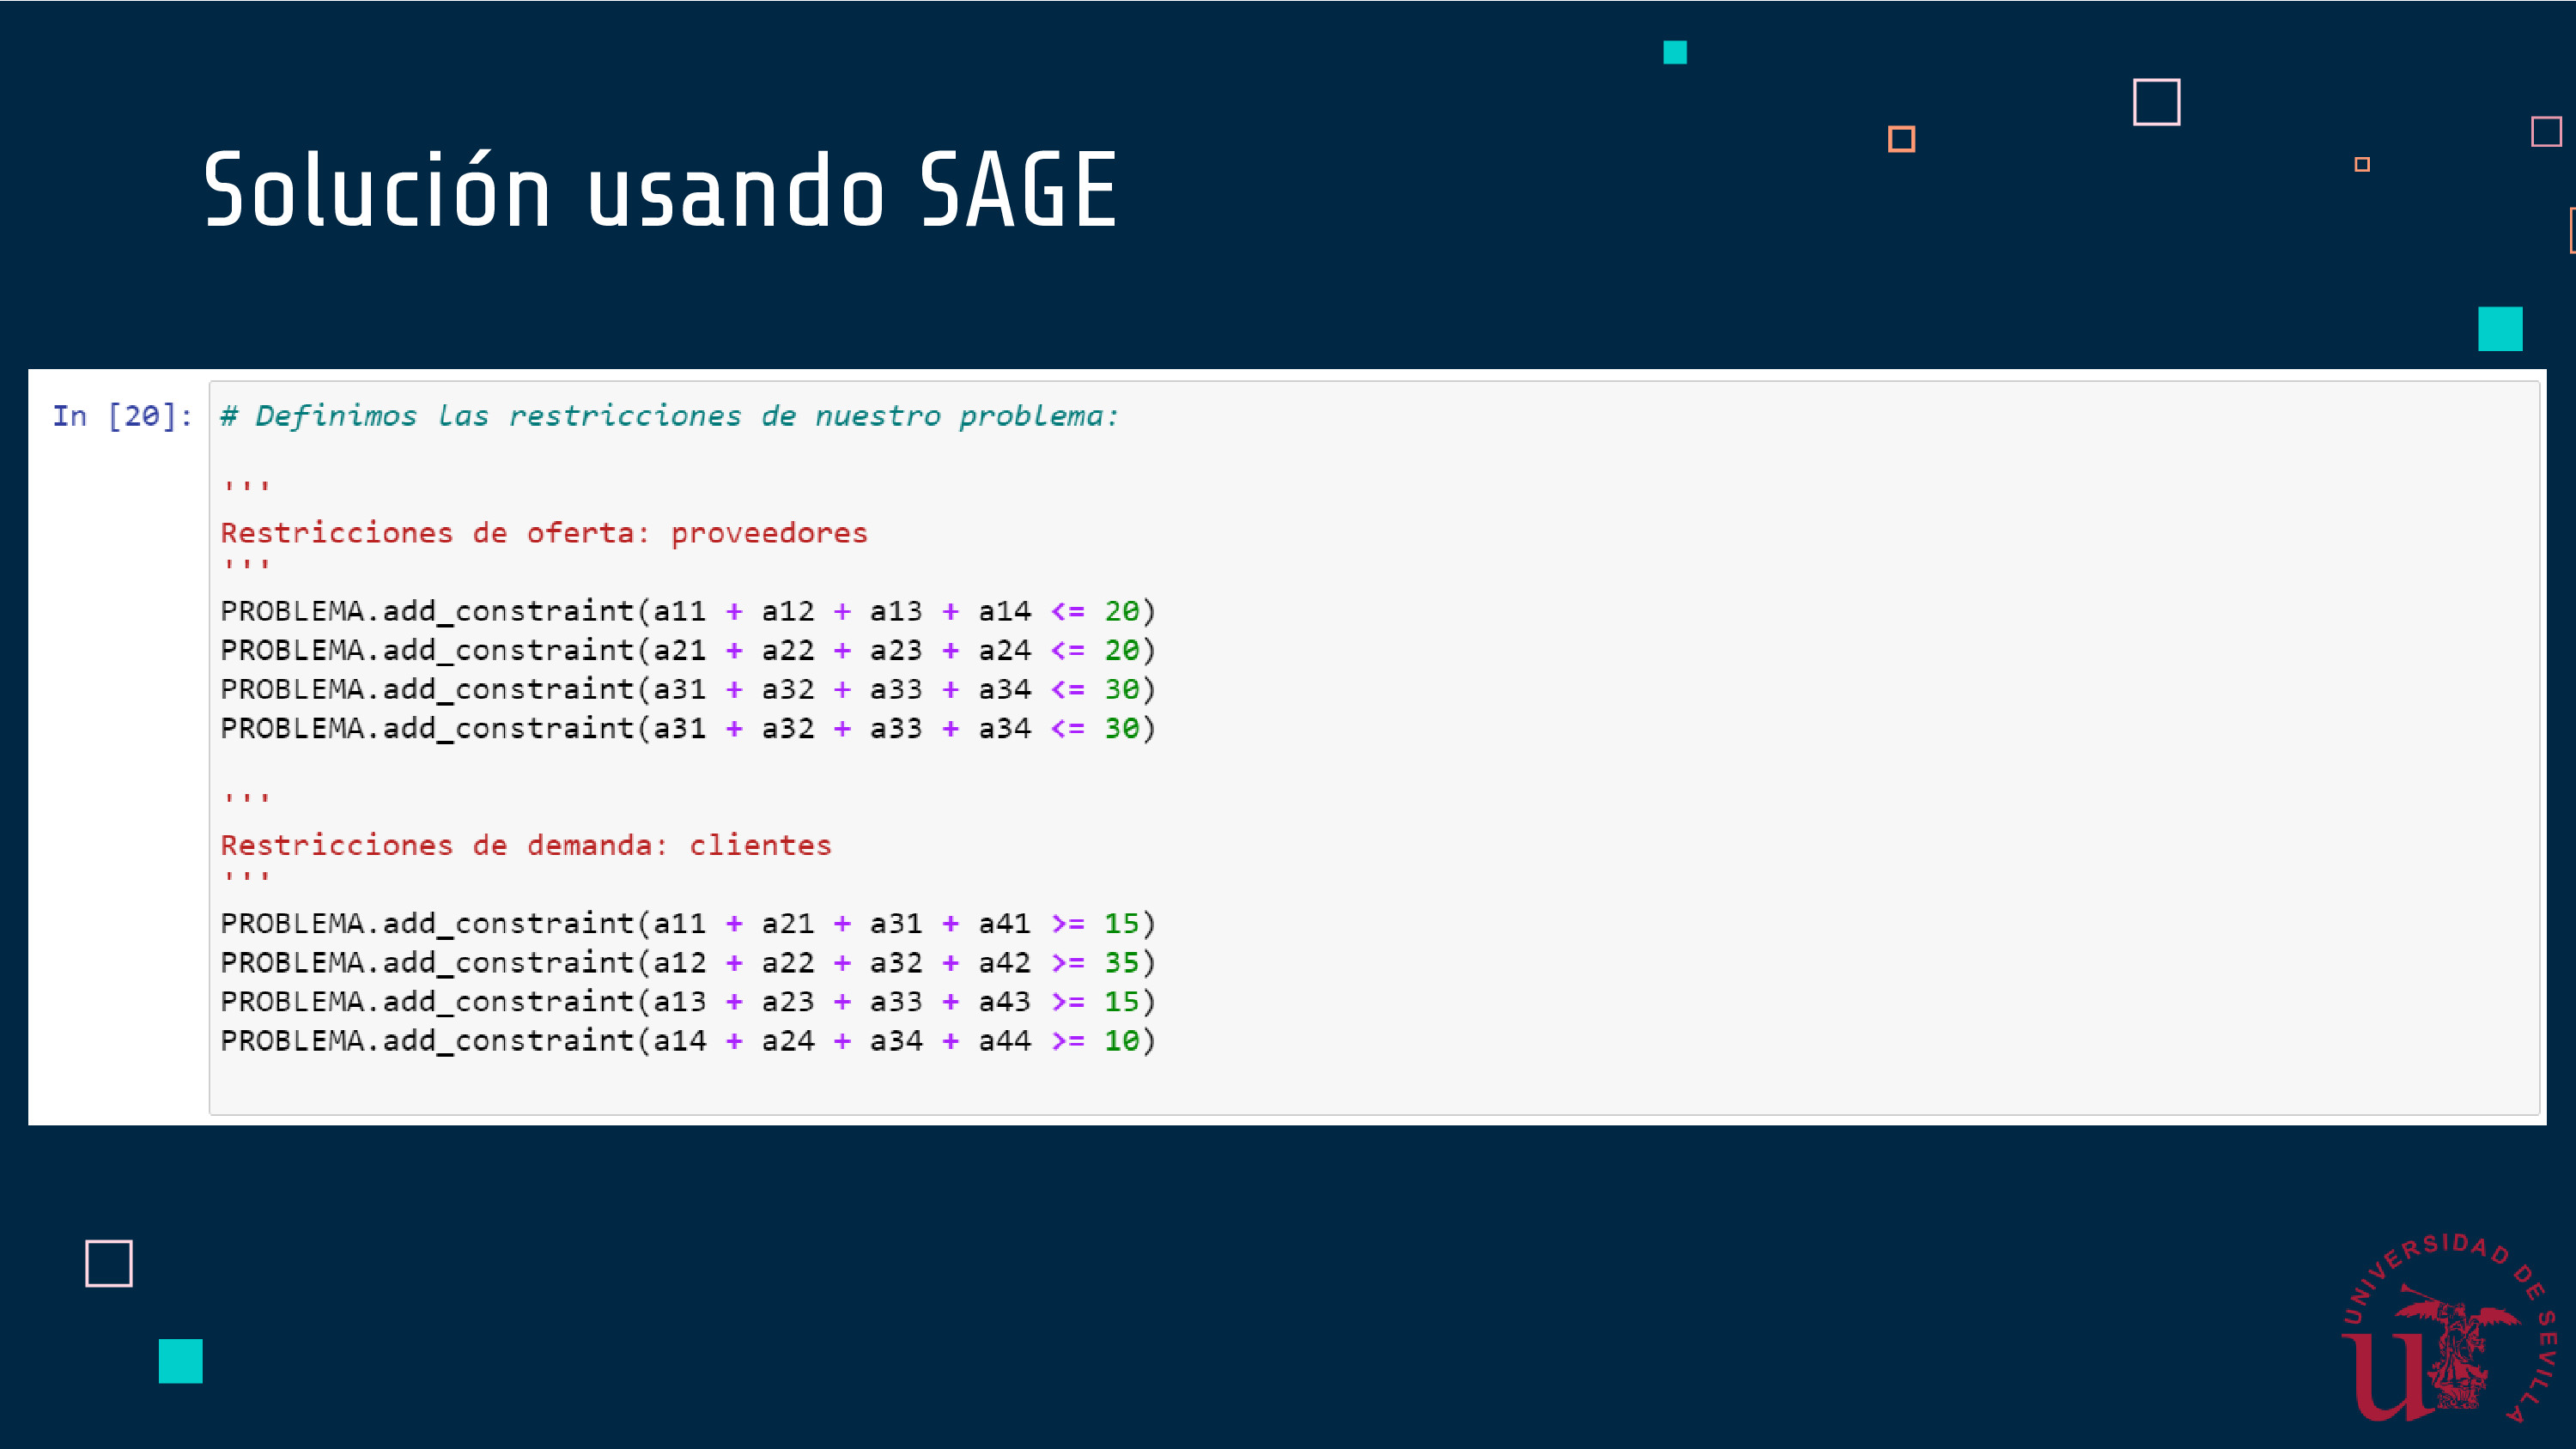 Solución usando SAGE
In [20]: # Definimos las restricciones de nuestro problema:
'''
Restricciones de oferta: proveedores
'''
PROBLEMA.add_constraint(a11 + a12 + a13 + a14 <= 20)
PROBLEMA.add_constraint(a21 + a22 + a23 + a24 <= 20)
PROBLEMA.add_constraint(a31 + a32 + a33 + a34 <= 30)
PROBLEMA.add_constraint(a31 + a32 + a33 + a34 <= 30)
'''
Restricciones de demanda: clientes
'''
PROBLEMA.add_constraint(a11 + a21 + a31 + a41 >= 15)
PROBLEMA.add_constraint(a12 + a22 + a32 + a42 >= 35)
PROBLEMA.add_constraint(a13 + a23 + a33 + a43 >= 15)
PROBLEMA.add_constraint(a14 + a24 + a34 + a44 >= 10)
UNIVERSIDAD DE SEVILLA
u